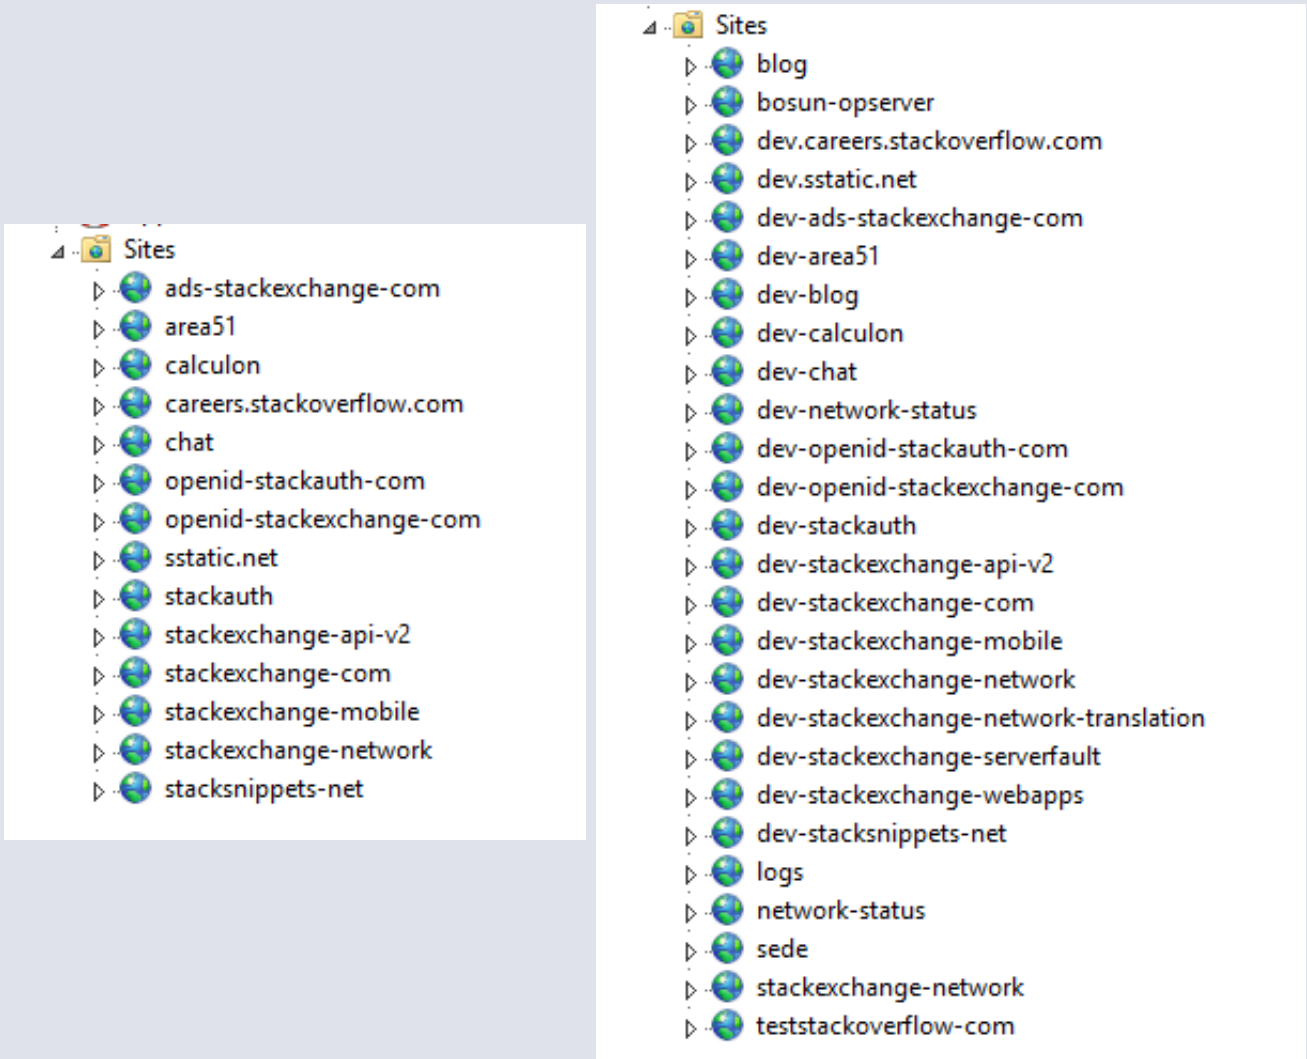 Sites
ads-stackexchange-com
area51
calculon
careers.stackoverflow.com
chat
openid-stackauth-com
openid-stackexchange-com
sstatic.net
stackauth
stackexchange-api-v2
stackexchange-com
stackexchange-mobile
stackexchange-network
stacksnippets-net
Sites
blog
bosun-opserver
dev.careers.stackoverflow.com
dev.sstatic.net
dev-ads-stackexchange-com
dev-area51
dev-blog
dev-calculon
dev-chat
dev-network-status
dev-openid-stackauth-com
dev-openid-stackexchange-com
dev-stackauth
dev-stackexchange-api-v2
dev-stackexchange-com
dev-stackexchange-mobile
dev-stackexchange-network
dev-stackexchange-network-translation
dev-stackexchange-serverfault
dev-stackexchange-webapps
dev-stacksnippets-net
logs
network-status
sede
stackexchange-network
teststackoverflow-com